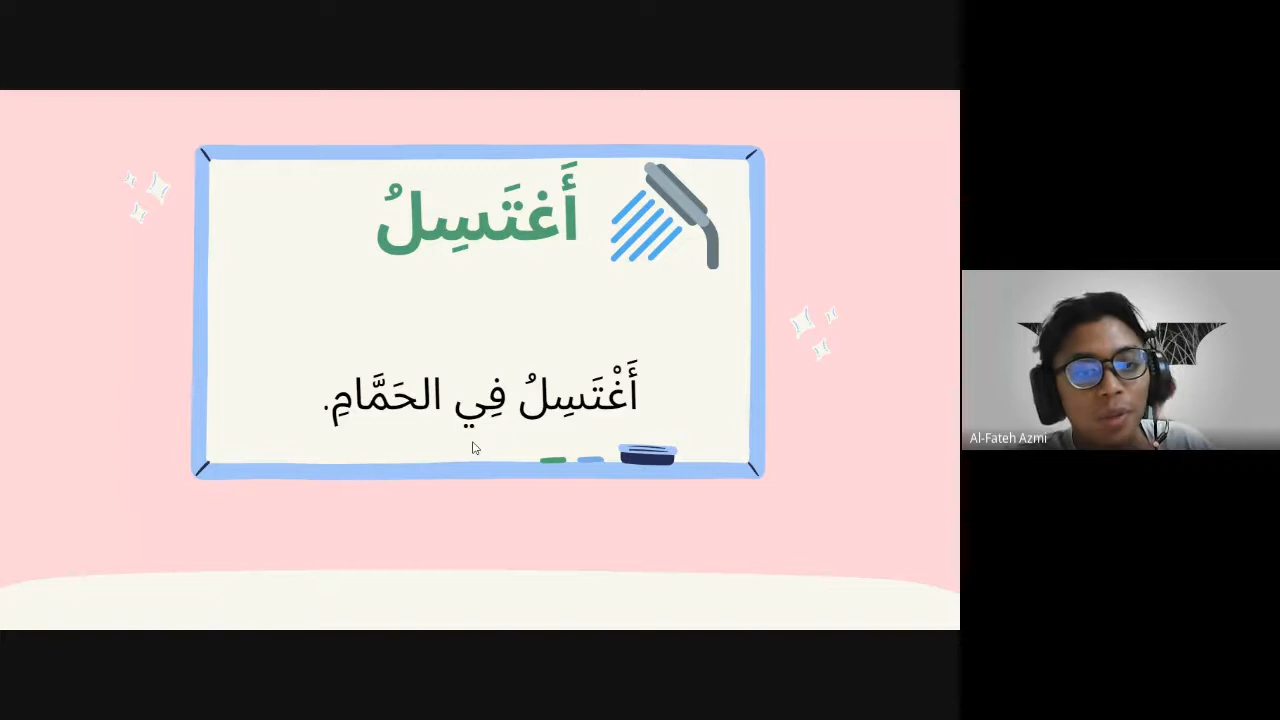 أَغتَسِلُ
أَغْتَسِلُ فِي الحَمَّامِ.
Al-Fateh Azmi